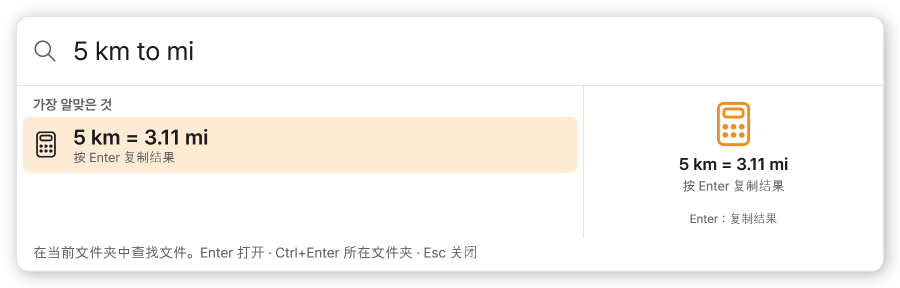 5 km to mi
가장 알맞은 것
5 km = 3.11 mi
按 Enter 复制结果
5 km = 3.11 mi
按 Enter 复制结果
Enter：复制结果
在当前文件夹中查找文件。Enter 打开 · Ctrl+Enter 所在文件夹 · Esc 关闭